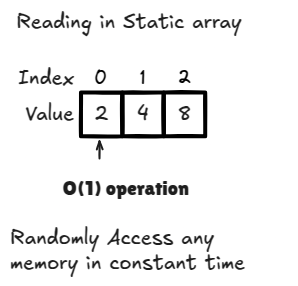 Reading in Static array
Index 0 1 2
Value 2 4 8
O(1) operation
Randomly Access any
memory in constant time